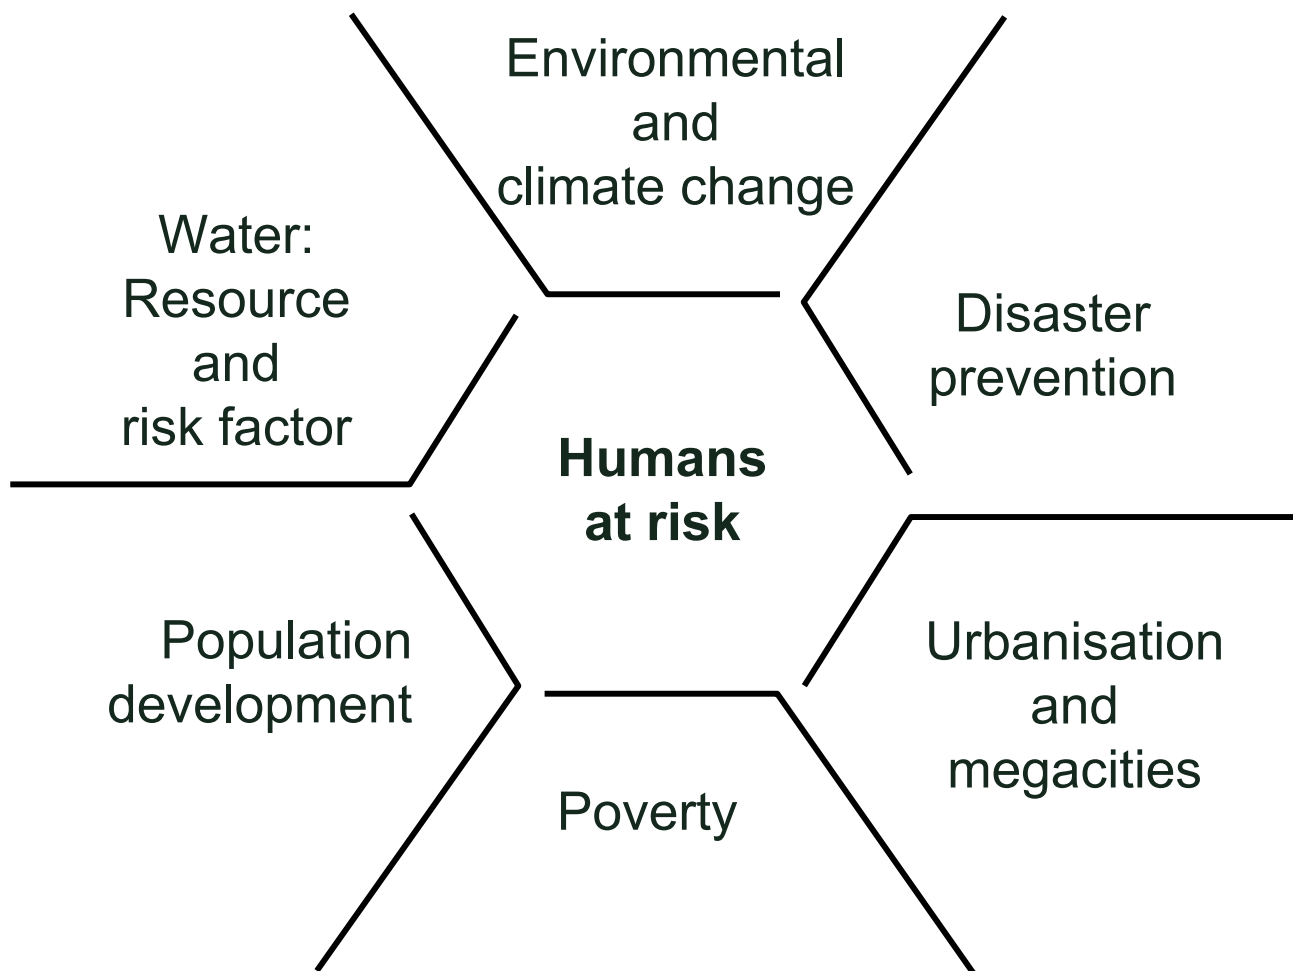 Environmental
and
climate change
Water:
Resource
and
risk factor
Disaster
prevention
Humans
at risk
Population
development
Urbanisation
and
megacities
Poverty